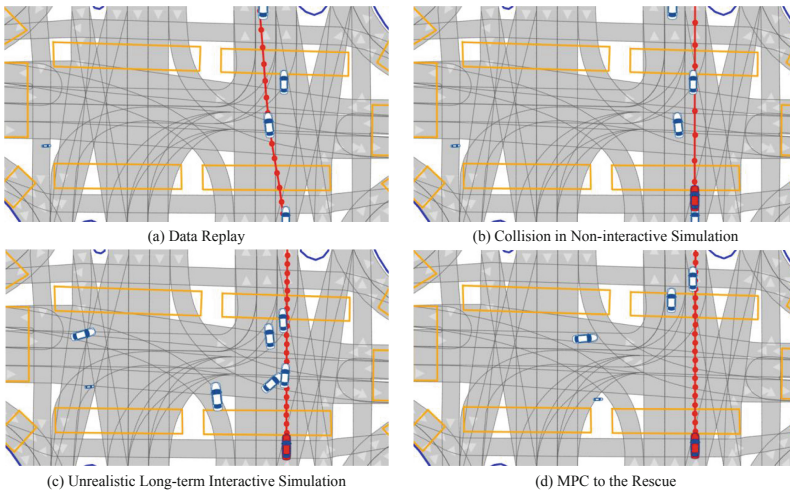 (a) Data Replay
(b) Collision in Non-interactive Simulation
(c) Unrealistic Long-term Interactive Simulation
(d) MPC to the Rescue